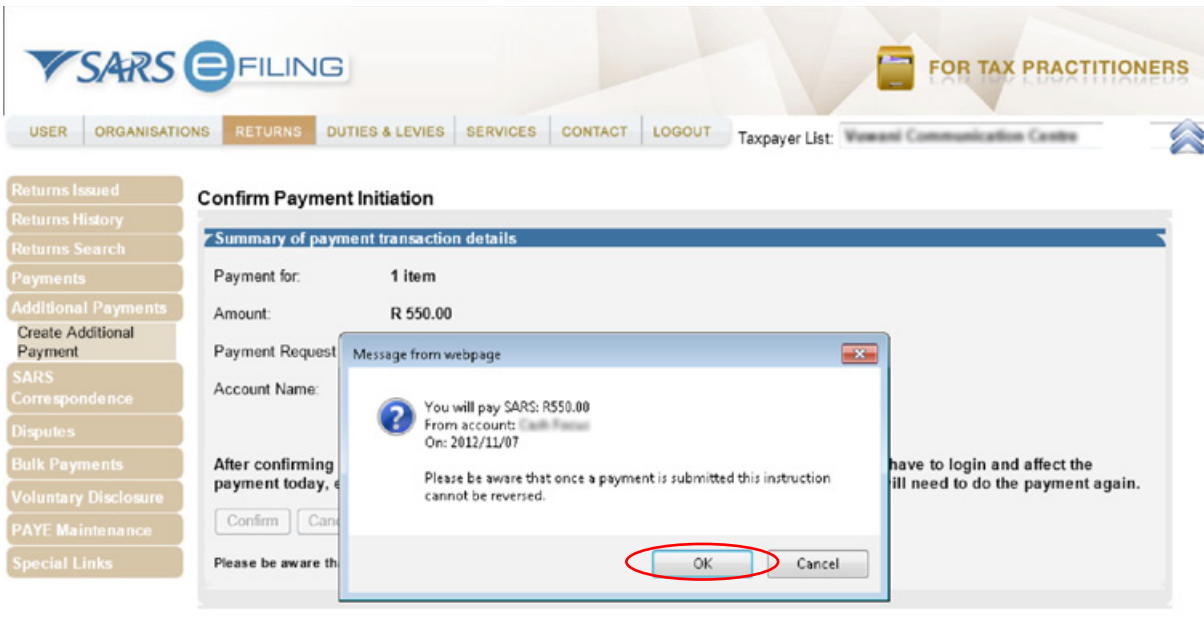 SARS eFILING
FOR TAX PRACTITIONERS
USER ORGANISATIONS RETURNS DUTIES & LEVIES SERVICES CONTACT LOGOUT
Taxpayer List:
Returns Issued
Returns History
Returns Search
Payments
Additional Payments
Create Additional
Payment
SARS
Correspondence
Disputes
Bulk Payments
Voluntary Disclosure
PAYE Maintenance
Special Links
Confirm Payment Initiation
Summary of payment transaction details
Payment for: 1 item
Amount: R 550.00
Payment Request
Account Name:
After confirming have to login and affect the
payment today, ill need to do the payment again.
Confirm
Please be aware
Message from webpage
You will pay SARS: R550.00
From account:
On: 2012/11/07
Please be aware that once a payment is submitted this instruction
cannot be reversed.
OK Cancel